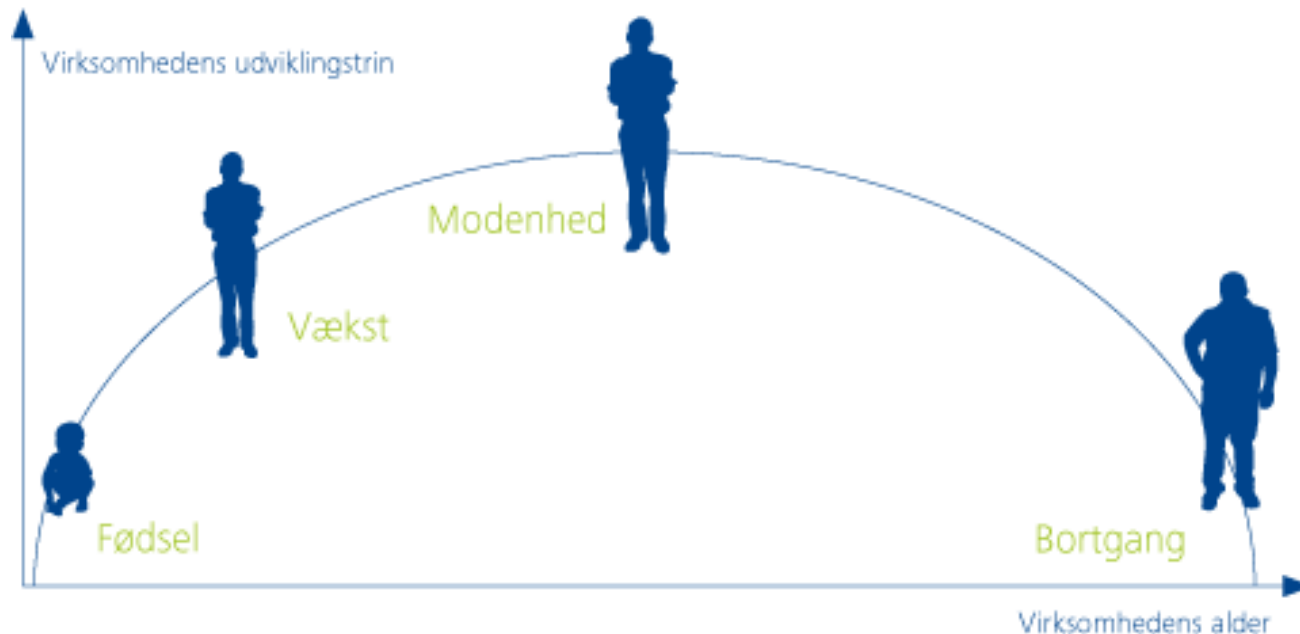 Virksomhedens udviklingstrin
Modenhed
Vækst
Fødsel
Bortgang
Virksomhedens alder